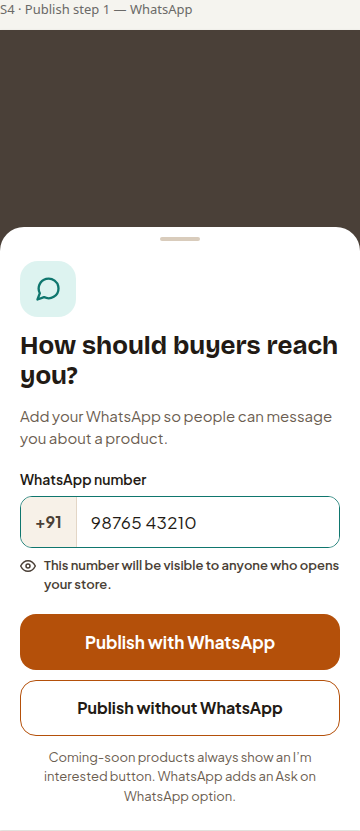 S4 · Publish step 1 — WhatsApp
How should buyers reach
you?
Add your WhatsApp so people can message
you about a product.
WhatsApp number
+91 98765 43210
This number will be visible to anyone who opens
your store.
Publish with WhatsApp
Publish without WhatsApp
Coming-soon products always show an I'm
interested button. WhatsApp adds an Ask on
WhatsApp option.